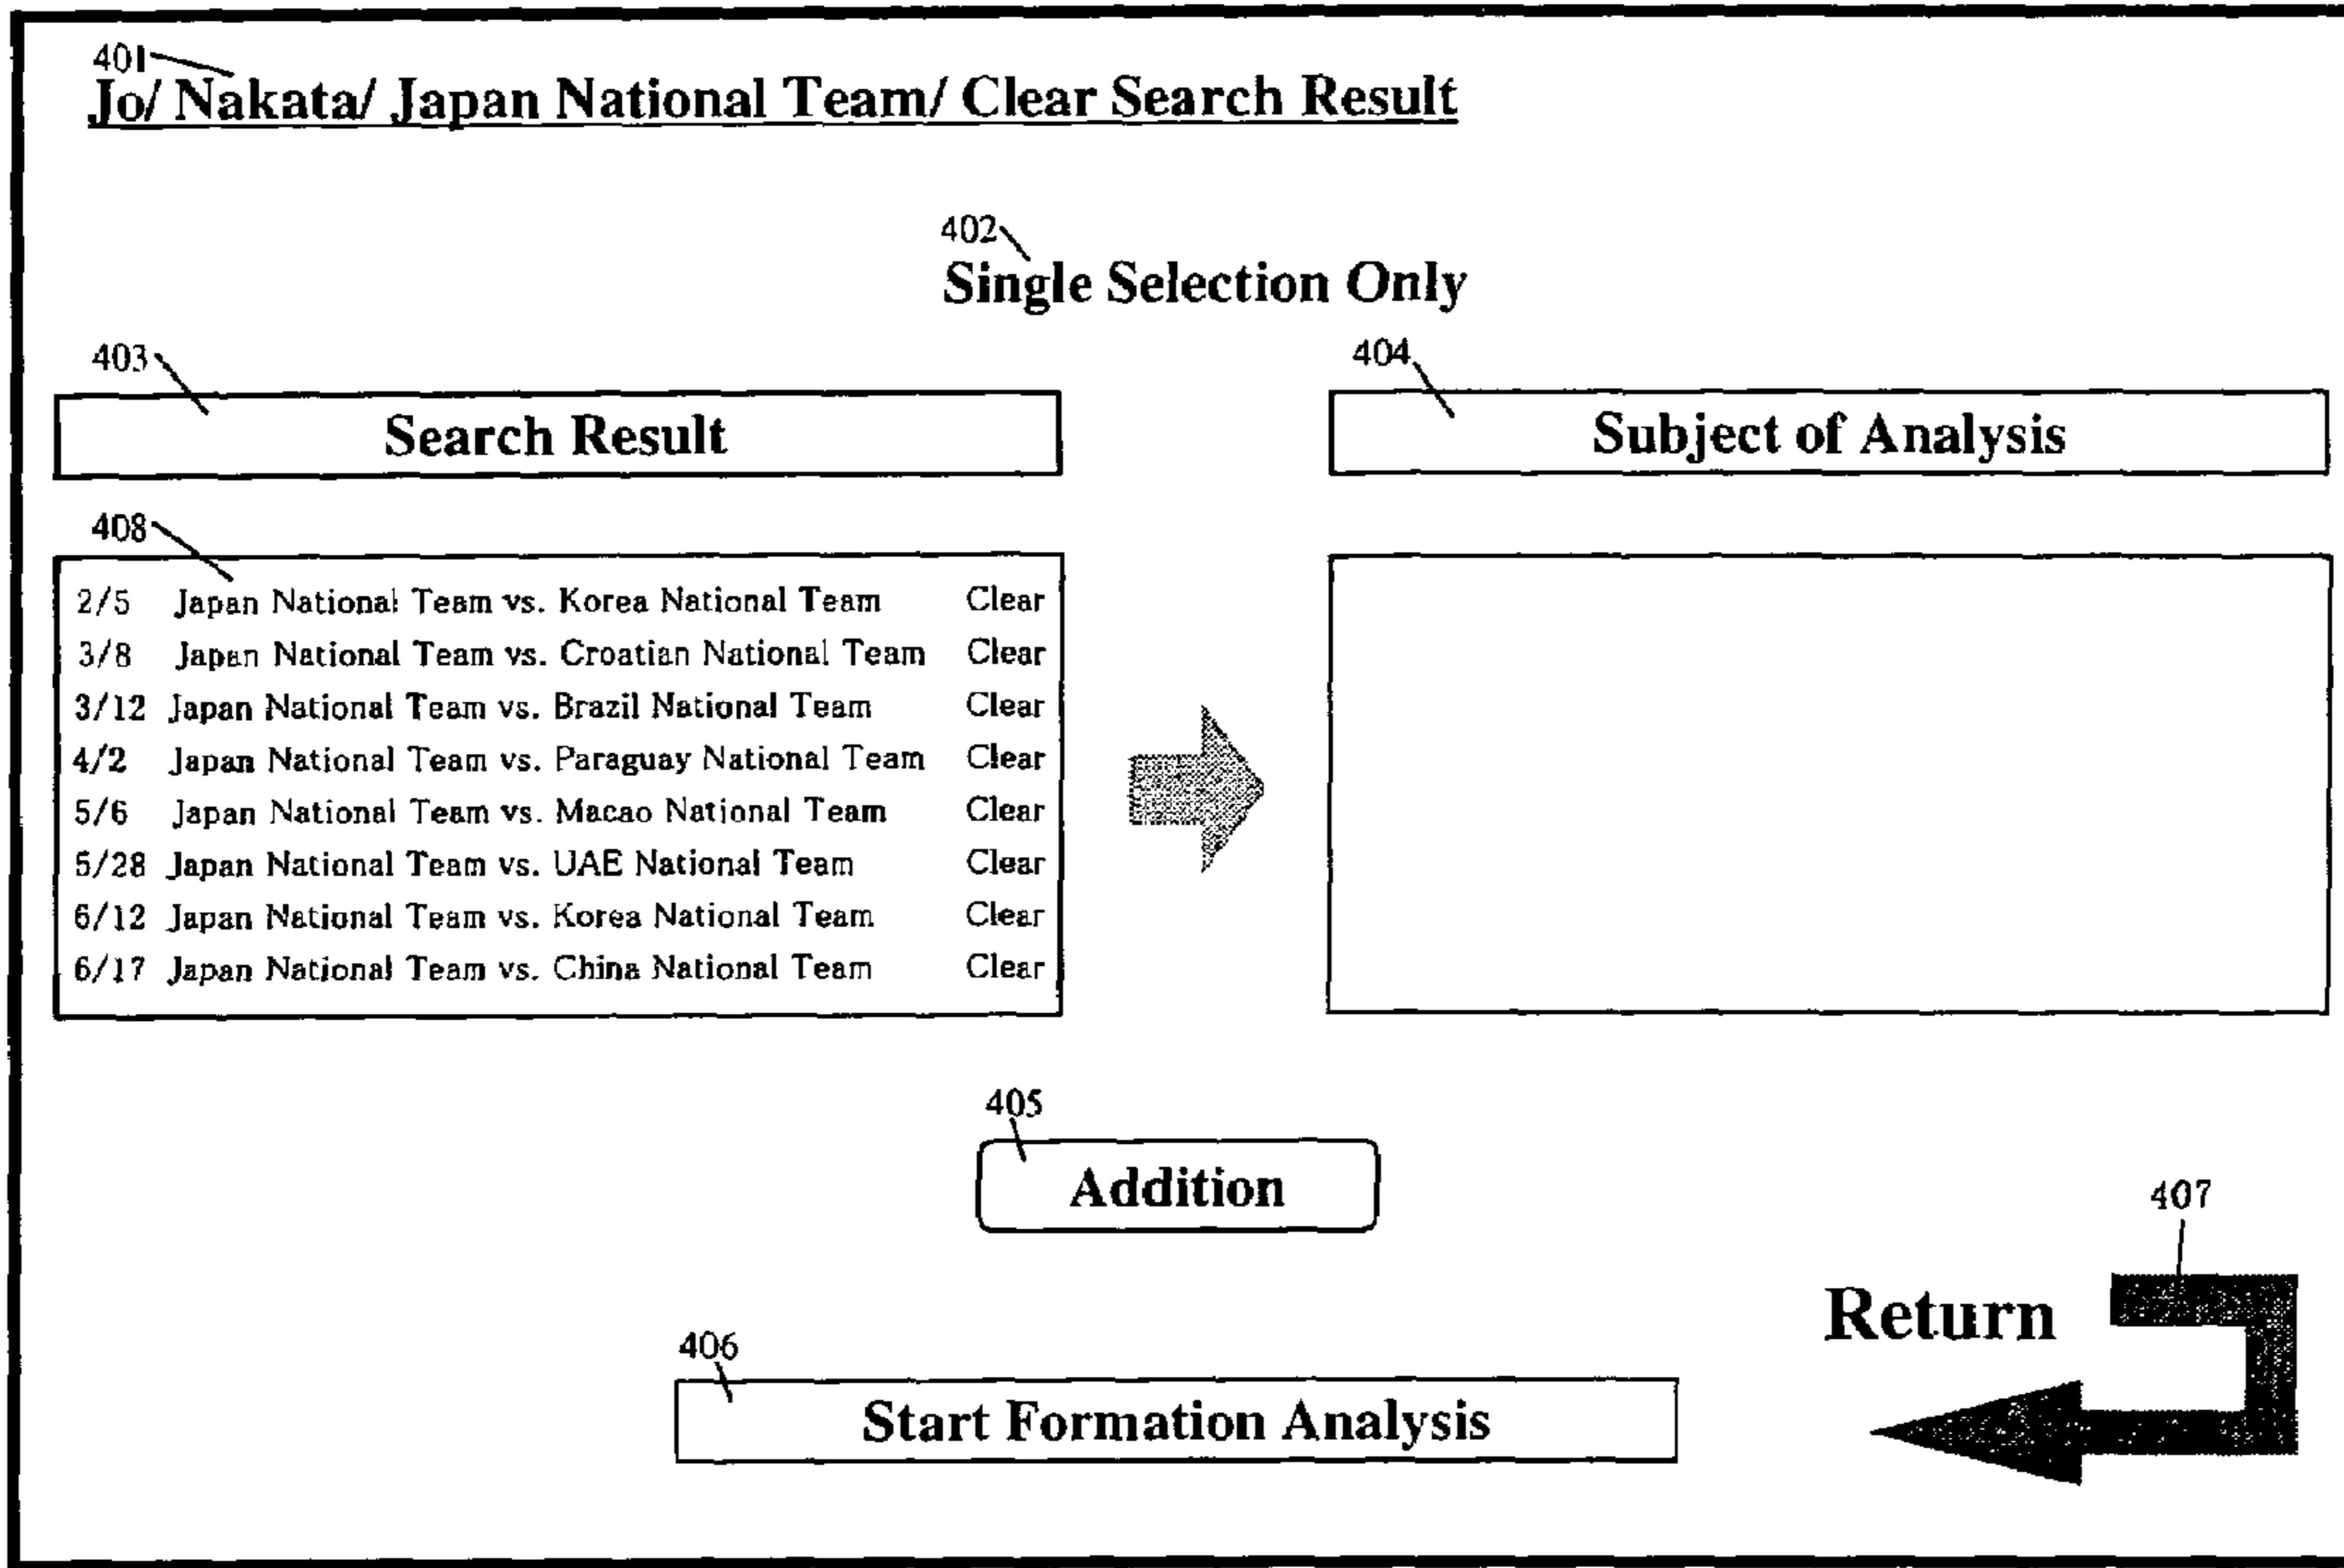 401
Jo/ Nakata/ Japan National Team/ Clear Search Result
402
Single Selection Only
403
404
Search Result
Subject of Analysis
408
2/5 Japan National Team vs. Korea National Team Clear
3/8 Japan National Team vs. Croatian National Team Clear
3/12 Japan National Team vs. Brazil National Team Clear
4/2 Japan National Team vs. Paraguay National Team Clear
5/6 Japan National Team vs. Macao National Team Clear
5/28 Japan National Team vs. UAE National Team Clear
6/12 Japan National Team vs. Korea National Team Clear
6/17 Japan National Team vs. China National Team Clear
405
Addition
407
Return
406
Start Formation Analysis